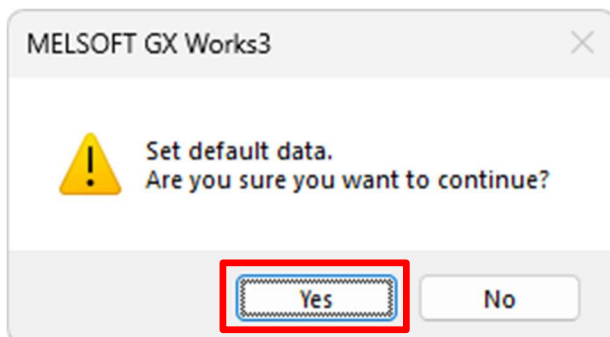 MELSOFT GX Works3
Set default data.
Are you sure you want to continue?
Yes
No